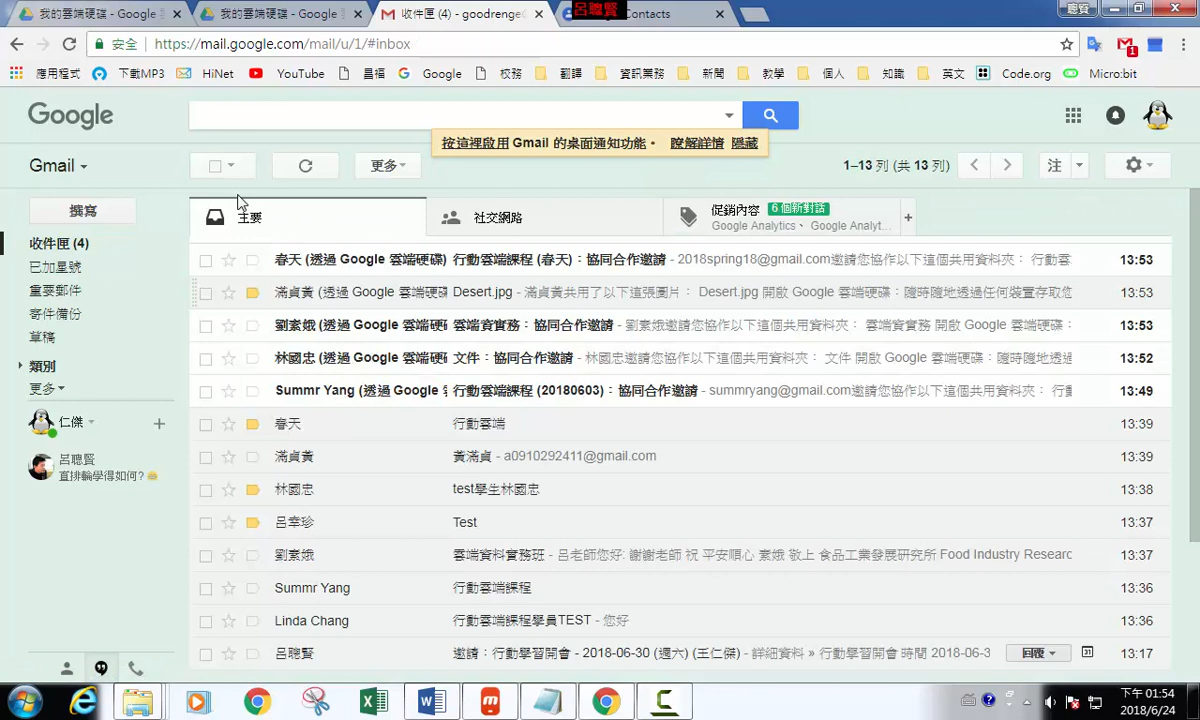 我的雲端硬碟 - Google
我的雲端硬碟 - Google
收件匣 (4) - goodrenge
呂聰賢
Contacts
聰賢
安全
https://mail.google.com/mail/u/1/#inbox
應用程式
下載MP3
HiNet
YouTube
昌福
Google
校務
翻譯
資訊業務
新聞
教學
個人
知識
英文
Code.org
Micro:bit
Google
按這裡啟用 Gmail 的桌面通知功能。 瞭解詳情 隱藏
Gmail
更多
1–13 列 (共 13 列)
注
撰寫
主要
社交網路
促銷內容 6 個新對話
Google Analytics、 Google Analyt...
收件匣 (4)
已加星號
重要郵件
寄件備份
草稿
類別
更多
仁傑
呂聰賢
直排輪學得如何?
春天 (透過 Google 雲端硬碟) 行動雲端課程 (春天)：協同合作邀請 - 2018spring18@gmail.com邀請您協作以下這個共用資料夾： 行動雲 13:53
滿貞黃 (透過 Google 雲端硬碟 Desert.jpg - 滿貞黃共用了以下這張圖片： Desert.jpg 開啟 Google 雲端硬碟：隨時隨地透過任何裝置存取您 13:53
劉素娥 (透過 Google 雲端硬碟 雲端資實務：協同合作邀請 - 劉素娥邀請您協作以下這個共用資料夾： 雲端資實務 開啟 Google 雲端硬碟： 13:53
林國忠 (透過 Google 雲端硬碟 文件：協同合作邀請 - 林國忠邀請您協作以下這個共用資料夾： 文件 開啟 Google 雲端硬碟：隨時隨地透過 13:52
Summr Yang (透過 Google 行動雲端課程 (20180603)：協同合作邀請 - summryang@gmail.com邀請您協作以下這個共用資料夾： 行動 13:49
春天 行動雲端 13:39
滿貞黃 黃滿貞 - a0910292411@gmail.com 13:39
林國忠 test學生林國忠 13:38
呂幸珍 Test 13:37
劉素娥 雲端資料實務班 - 呂老師您好: 謝謝老師 祝 平安順心 素娥 敬上 食品工業發展研究所 Food Industry Researc 13:37
Summr Yang 行動雲端課程 13:36
Linda Chang 行動雲端課程學員TEST - 您好 13:36
呂聰賢 邀請：行動學習開會 - 2018-06-30 (週六) (王仁傑) - 詳細資料 » 行動學習開會 時間 2018-06-3 回覆 31 13:17
下午 01:54
2018/6/24